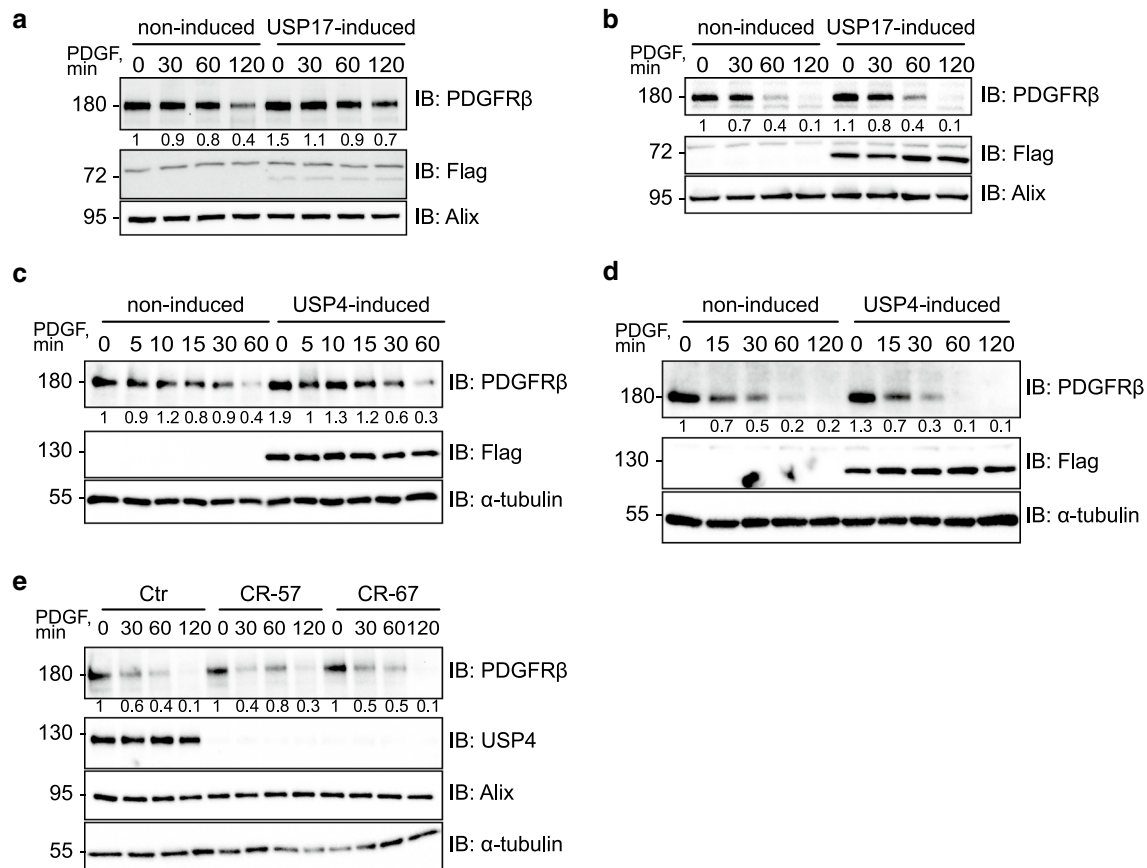 a
non-induced USP17-induced
PDGF,
min
0 30 60 120 0 30 60 120
180
IB: PDGFRβ
1 0.9 0.8 0.4 1.5 1.1 0.9 0.7
72
IB: Flag
95
IB: Alix
b
non-induced USP17-induced
PDGF,
min
0 30 60 120 0 30 60 120
180
IB: PDGFRβ
1 0.7 0.4 0.1 1.1 0.8 0.4 0.1
72
IB: Flag
95
IB: Alix
c
non-induced USP4-induced
PDGF,
min
0 5 10 15 30 60 0 5 10 15 30 60
180
IB: PDGFRβ
1 0.9 1.2 0.8 0.9 0.4 1.9 1 1.3 1.2 0.6 0.3
130
IB: Flag
55
IB: α-tubulin
d
non-induced USP4-induced
PDGF,
min
0 15 30 60 120 0 15 30 60 120
180
IB: PDGFRβ
1 0.7 0.5 0.2 0.2 1.3 0.7 0.3 0.1 0.1
130
IB: Flag
55
IB: α-tubulin
e
Ctr CR-57 CR-67
PDGF,
min
0 30 60 120 0 30 60 120 0 30 60 120
180
IB: PDGFRβ
1 0.6 0.4 0.1 1 0.4 0.8 0.3 1 0.5 0.5 0.1
130
IB: USP4
95
IB: Alix
55
IB: α-tubulin